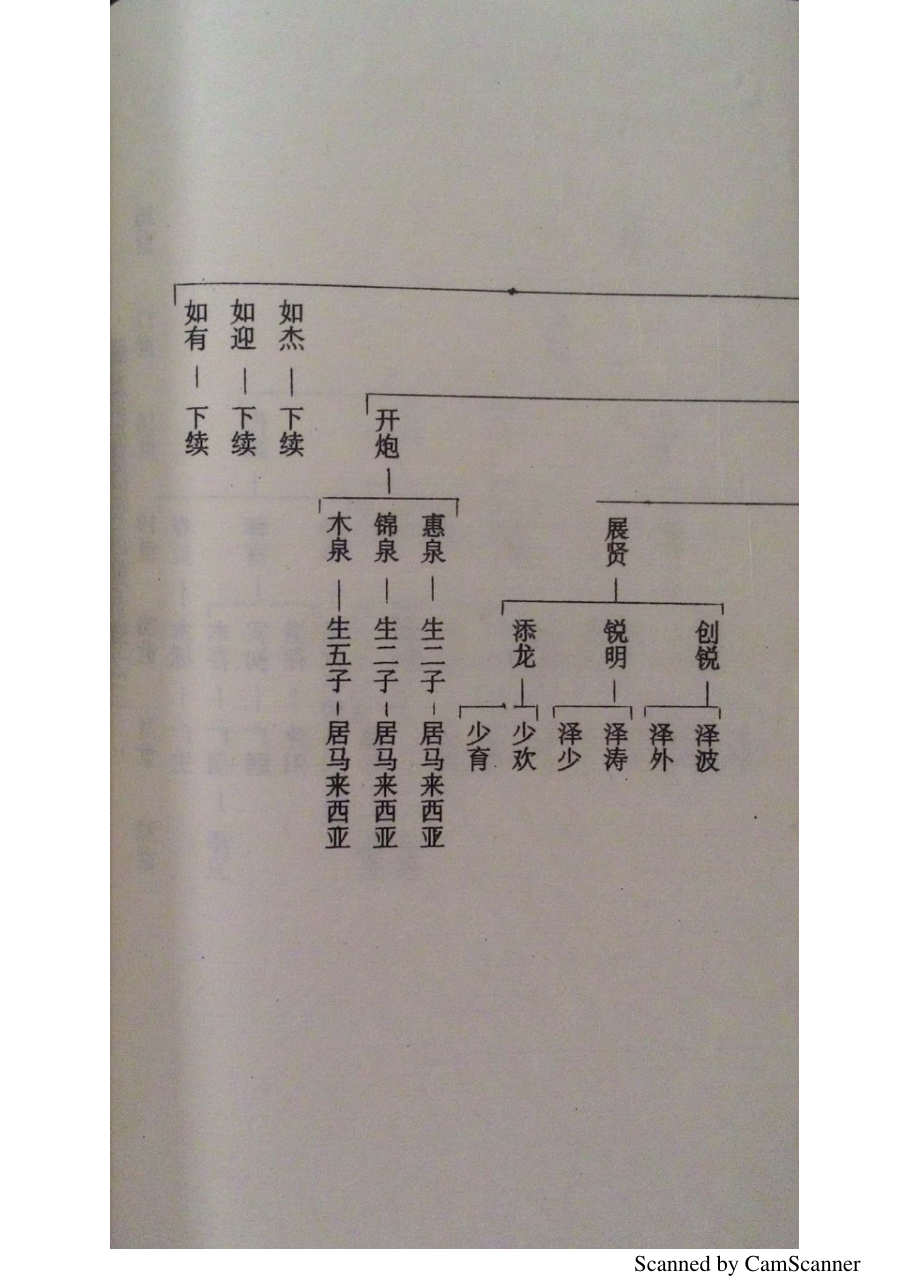 如杰
下续
如迎
下续
如有
下续
开炮
惠泉
生二子
居马来西亚
锦泉
生二子
居马来西亚
木泉
生五子
居马来西亚
展贤
创锐
泽波
泽外
锐明
泽涛
泽少
添龙
少欢
少育
Scanned by CamScanner